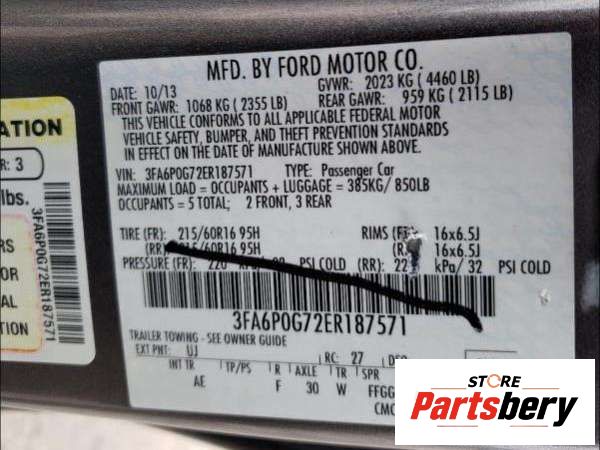 MFD. BY FORD MOTOR CO.
DATE: 10/13 GVWR: 2023 KG ( 4460 LB)
FRONT GAWR: 1068 KG ( 2355 LB) REAR GAWR: 959 KG ( 2115 LB)
THIS VEHICLE CONFORMS TO ALL APPLICABLE FEDERAL MOTOR
VEHICLE SAFETY, BUMPER, AND THEFT PREVENTION STANDARDS
IN EFFECT ON THE DATE OF MANUFACTURE SHOWN ABOVE.
VIN: 3FA6P0G72ER187571 TYPE: Passenger Car
MAXIMUM LOAD = OCCUPANTS + LUGGAGE = 385KG/ 850LB
OCCUPANTS = 5 TOTAL; 2 FRONT, 3 REAR
TIRE (FR): 215/60R16 95H RIMS 16x6.5J
(RR): 215/60R16 95H 16x6.5J
PRESSURE (FR): PSI COLD (RR): kPa/ 32 PSI COLD
3FA6P0G72ER187571
TRAILER TOWING - SEE OWNER GUIDE
EXT PNT: UJ RC: 27
INT TR TP/PS R AXLE TR SPR
AE F 30 W FFGG
CMC
ATION
R: 3
lbs.
RS
OR
AL
S
3FA6P0G72ER187571
STORE
Partsbery